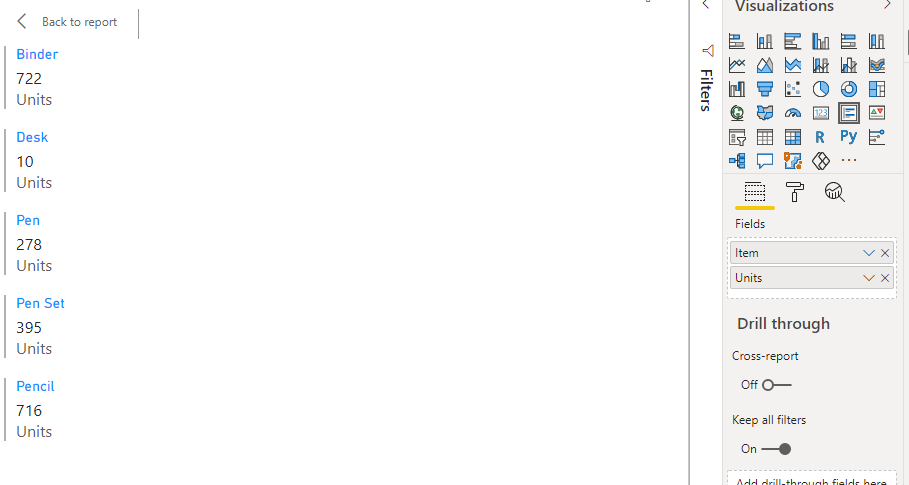 Back to report
Binder
722
Units
Desk
10
Units
Pen
278
Units
Pen Set
395
Units
Pencil
716
Units
Filters
Visualizations
123
R
Py
Fields
Item
Units
Drill through
Cross-report
Off
Keep all filters
On
Add drill-through fields here